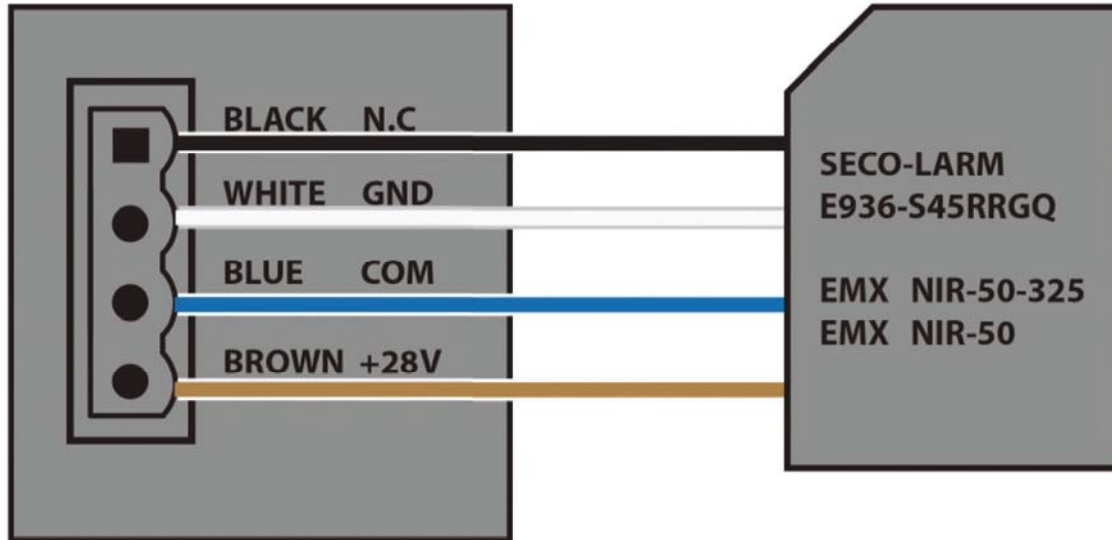 BLACK N.C
WHITE GND
BLUE COM
BROWN +28V
SECO-LARM
E936-S45RRGQ
EMX NIR-50-325
EMX NIR-50